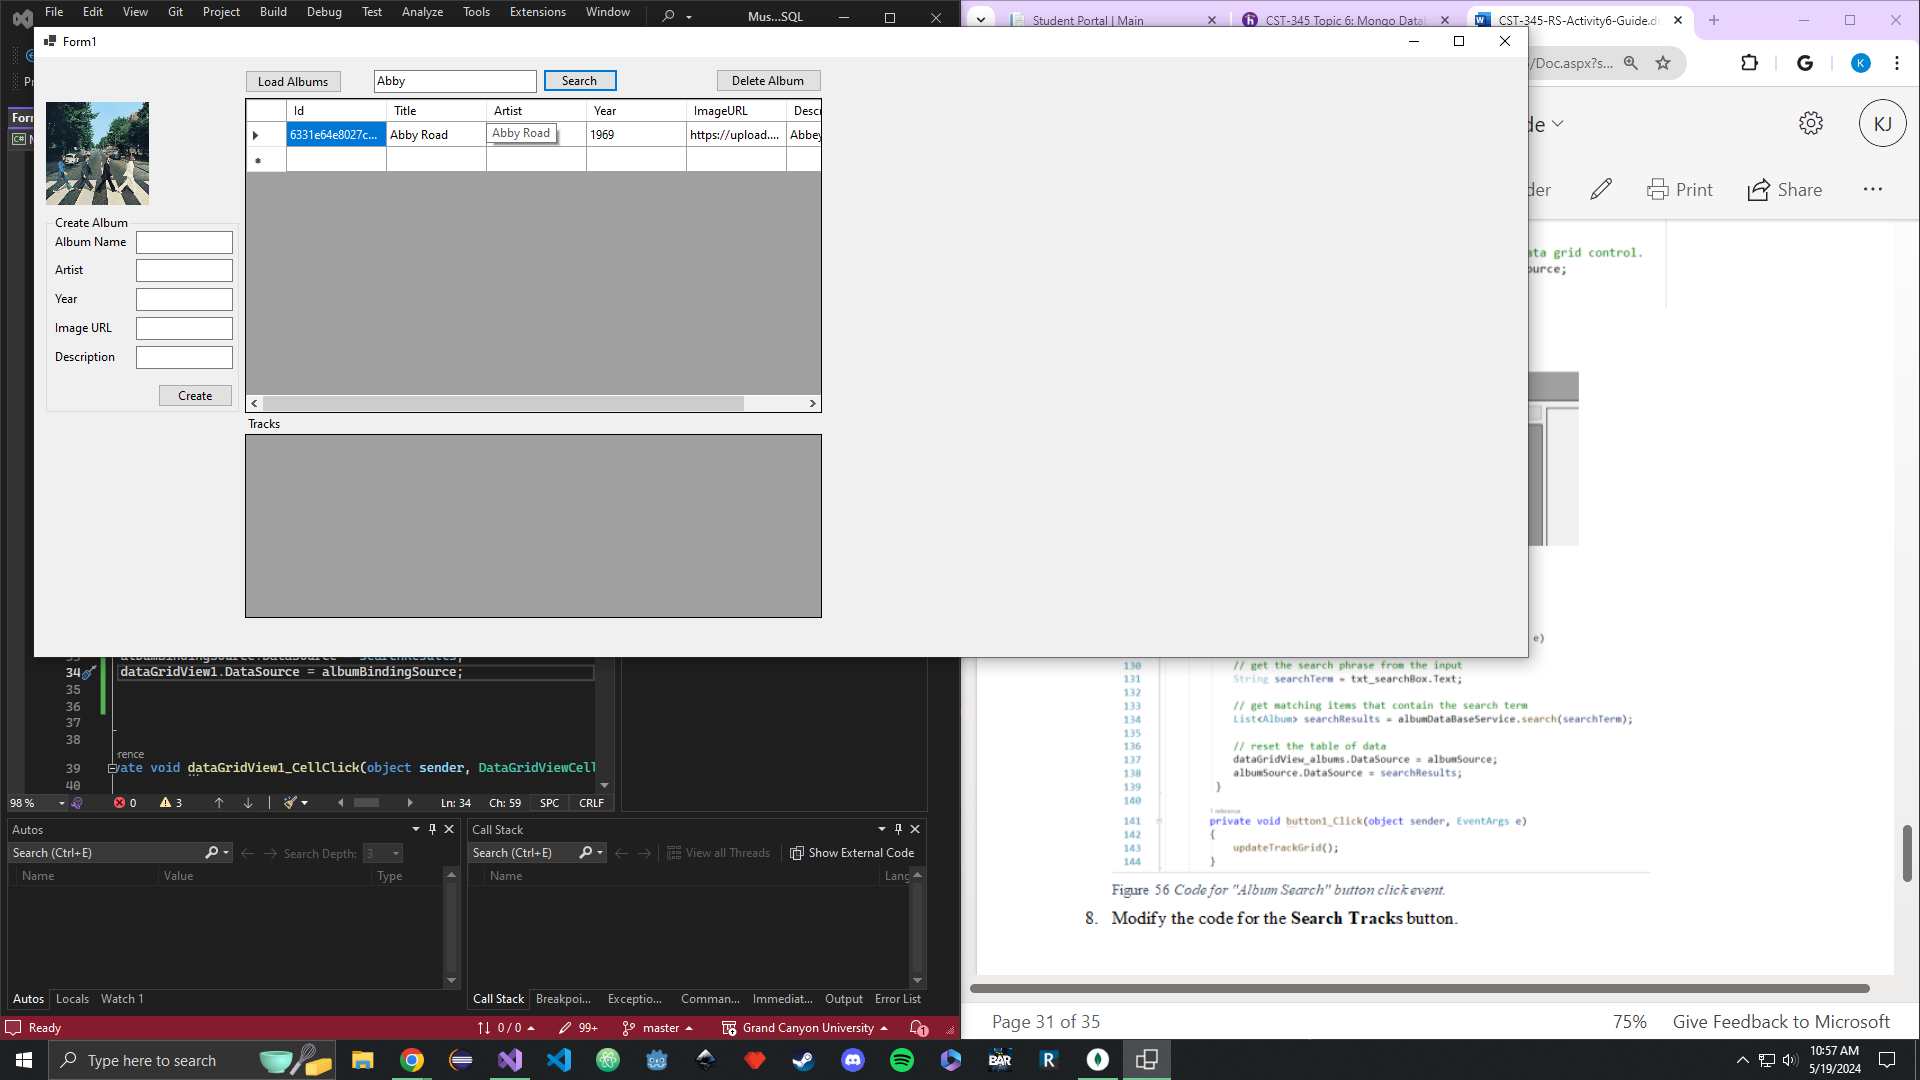 File Edit View Git Project Build Debug Test Analyze Tools Extensions Window Mus...SQL
Student Portal | Main
CST-345 Topic 6: Mongo Datab
CST-345-RS-Activity6-Guide.do
Form1
/Doc.aspx?s...
K
Load Albums Abby Search Delete Album
Id Title Artist Year ImageURL Descr
6331e64e8027c... Abby Road Abby Road 1969 https://upload.... Abbey
de
KJ
der Print Share
Create Album
Album Name
Artist
Year
Image URL
Description
Create
Tracks
ata grid control.
ource;
e)
34 dataGridView1.DataSource = albumBindingSource;
35
36
37
38
rence
39 vate void dataGridView1_CellClick(object sender, DataGridViewCell
40
98 % 0 3 Ln: 34 Ch: 59 SPC CRLF
130 // get the search phrase from the input
131 String searchTerm = txt_searchBox.Text;
132
133 // get matching items that contain the search term
134 List<Album> searchResults = albumDataBaseService.search(searchTerm);
135
136 // reset the table of data
137 dataGridView_albums.DataSource = albumSource;
138 albumSource.DataSource = searchResults;
139 }
140
1 reference
141 private void button1_Click(object sender, EventArgs e)
142 {
143 updateTrackGrid();
144 }
Figure 56 Code for "Album Search" button click event.
8. Modify the code for the Search Tracks button.
Autos
Search (Ctrl+E) Search Depth: 3
Name Value Type
Autos Locals Watch 1
Call Stack
Search (Ctrl+E) View all Threads Show External Code
Name Lang
Call Stack Breakpoi... Exceptio... Comman... Immediat... Output Error List
Ready 0 / 0 99+ master Grand Canyon University 1
Page 31 of 35 75% Give Feedback to Microsoft
Type here to search
BAR
R
10:57 AM
5/19/2024